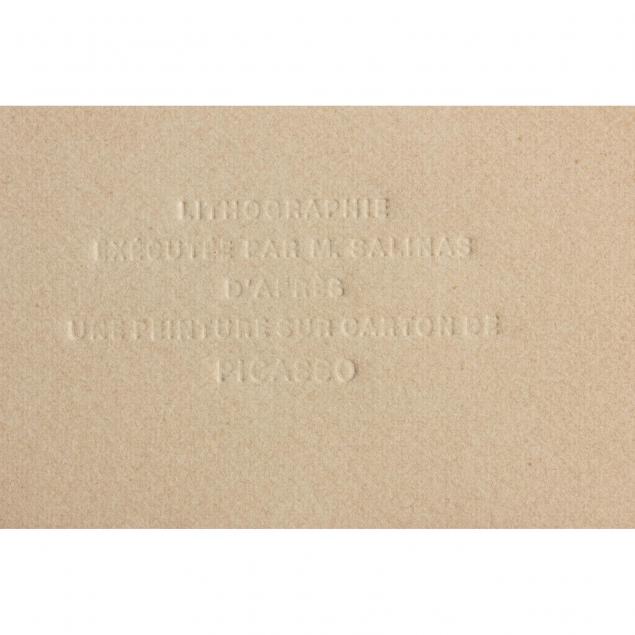 LITHOGRAPHIE
EXÉCUTÉE PAR M. SALINAS
D'APRÈS
UNE PEINTURE SUR CARTON DE
PICASSO